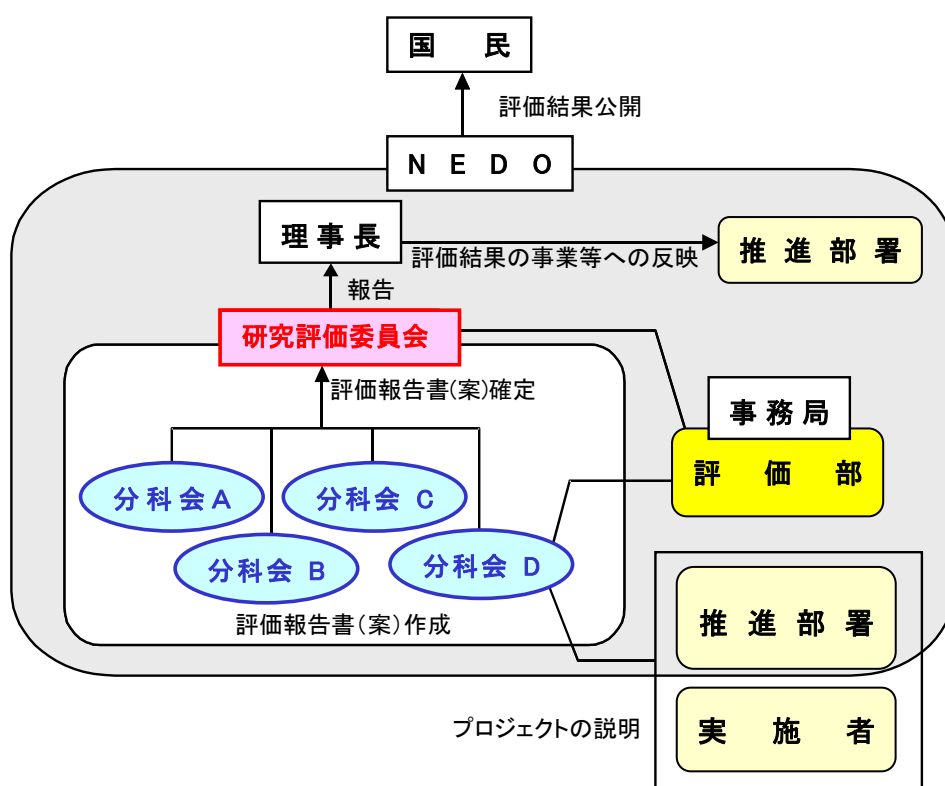 国 民
評価結果公開
N E D O
理事長
評価結果の事業等への反映
推進部署
報告
研究評価委員会
評価報告書(案)確定
事務局
評価部
分科会A
分科会 C
分科会 B
分科会 D
評価報告書(案)作成
推進部署
プロジェクトの説明
実施者